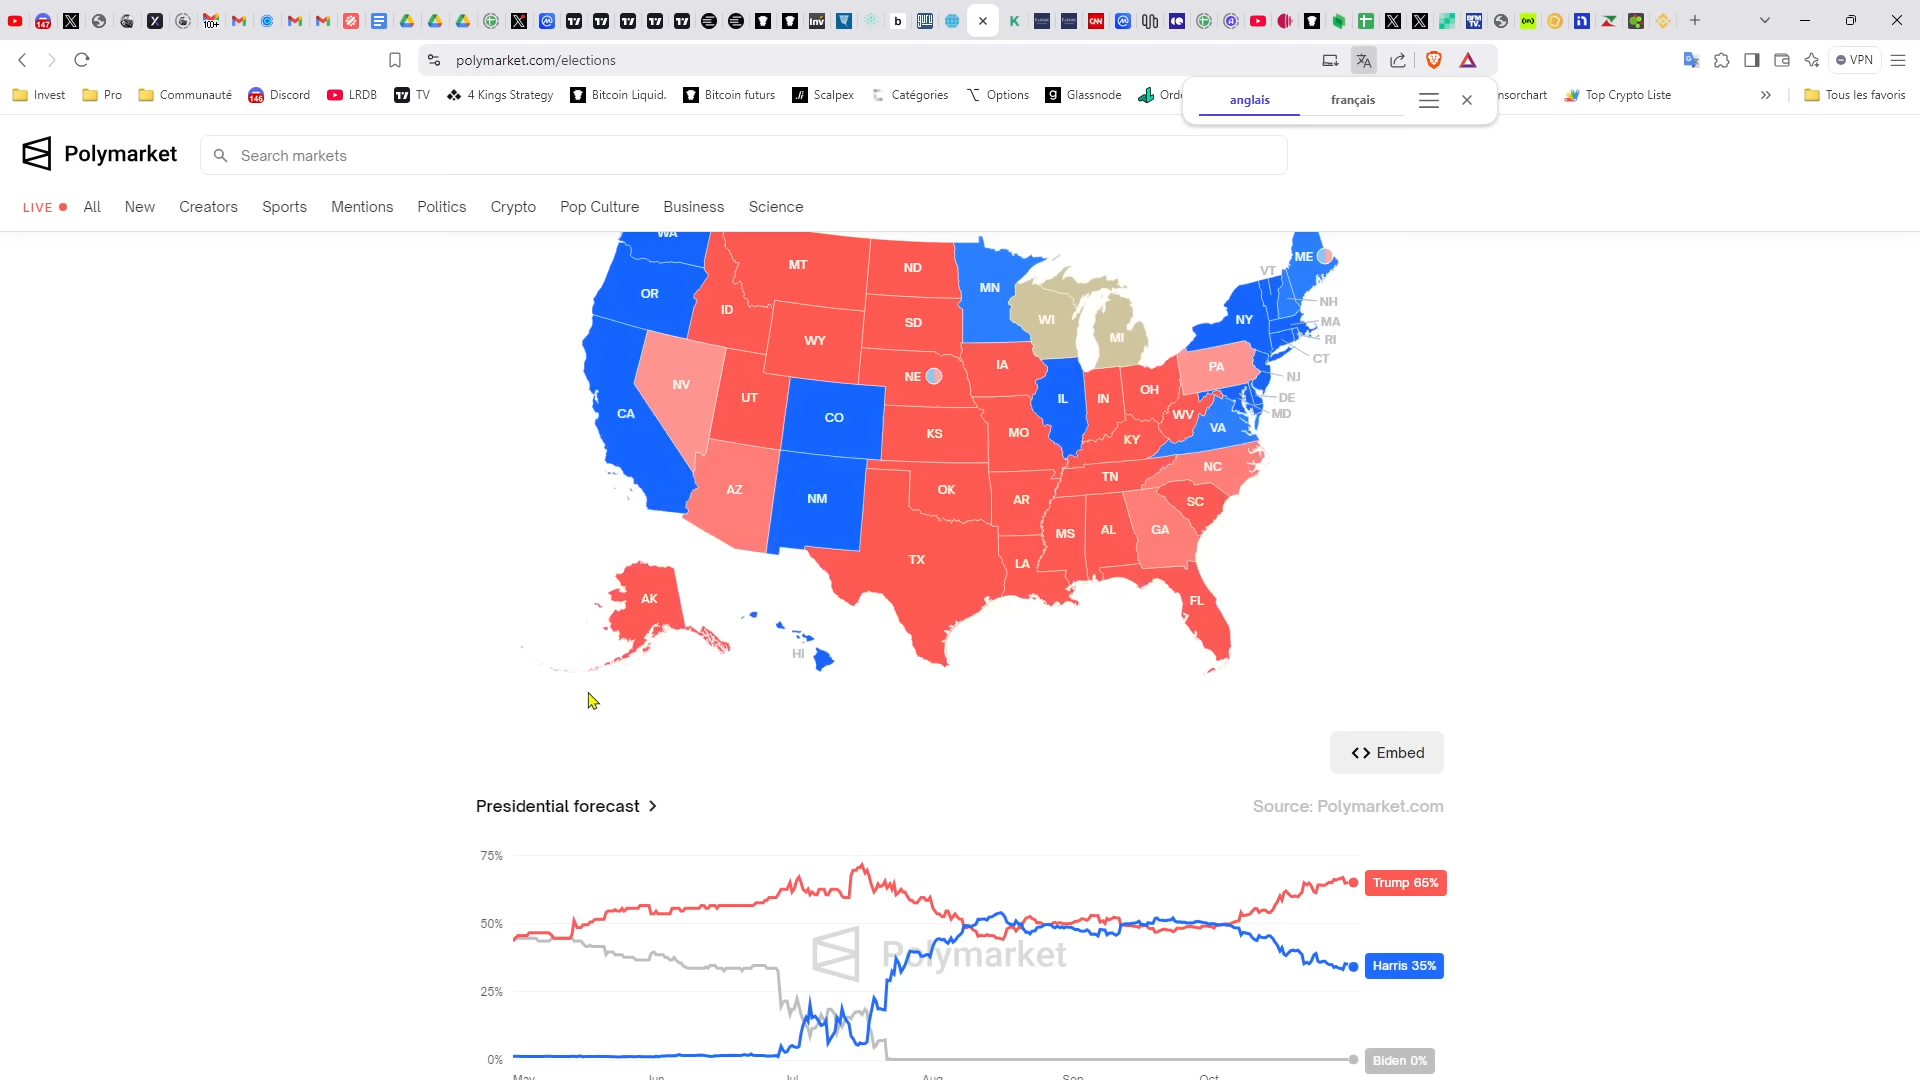 polymarket.com/elections
VPN
Invest
Pro
Communauté
Discord
LRDB
TV
4 Kings Strategy
Bitcoin Liquid.
Bitcoin futurs
Scalpex
Catégories
Options
Glassnode
nsorchart
Top Crypto Liste
Tous les favoris
anglais
français
Polymarket
Search markets
LIVE
All
New
Creators
Sports
Mentions
Politics
Crypto
Pop Culture
Business
Science
WA
MT
ND
MN
OR
ID
SD
WY
WI
MI
VT
ME
NH
NY
MA
RI
CT
NV
UT
NE
IA
PA
NJ
CA
CO
IL
IN
OH
DE
MD
KS
MO
WV
VA
KY
AZ
NM
OK
AR
TN
NC
SC
TX
LA
MS
AL
GA
AK
HI
FL
Embed
Presidential forecast
Source: Polymarket.com
75%
50%
25%
0%
Polymarket
Trump 65%
Harris 35%
Biden 0%
May
Jun
Jul
Aug
Sep
Oct